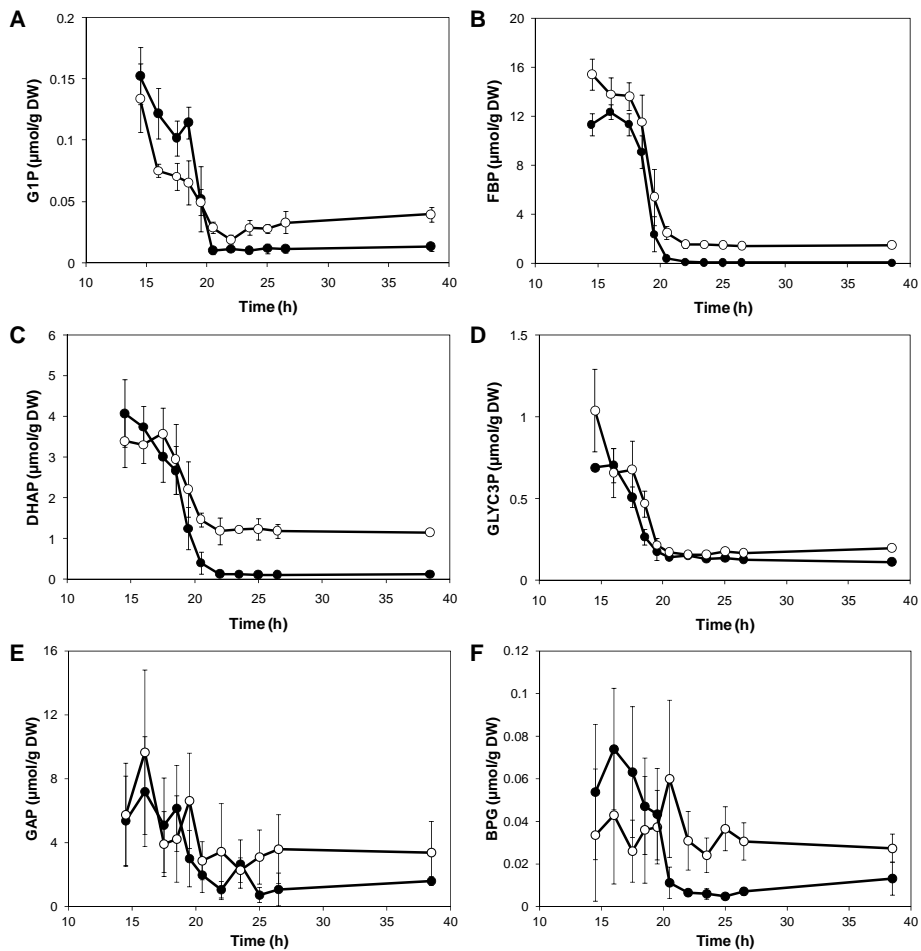 A
G1P (µmol/g DW)
0.2
0.15
0.1
0.05
0
10 15 20 25 30 35 40
Time (h)
B
FBP (µmol/g DW)
20
16
12
8
4
0
10 15 20 25 30 35 40
Time (h)
C
DHAP (µmol/g DW)
6
5
4
3
2
1
0
10 15 20 25 30 35 40
Time (h)
D
GLYC3P (µmol/g DW)
1.5
1
0.5
0
10 15 20 25 30 35 40
Time (h)
E
GAP (µmol/g DW)
16
12
8
4
0
10 15 20 25 30 35 40
Time (h)
F
BPG (µmol/g DW)
0.12
0.1
0.08
0.06
0.04
0.02
0
10 15 20 25 30 35 40
Time (h)